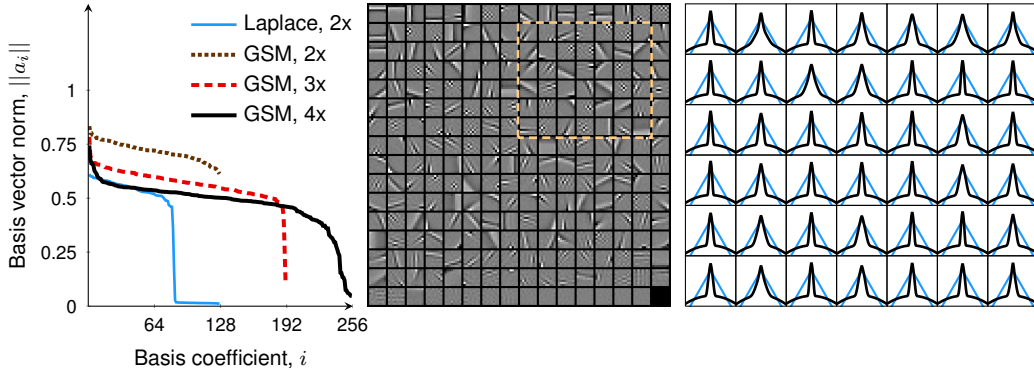 Laplace, 2x
GSM, 2x
GSM, 3x
GSM, 4x
Basis vector norm, ||a_i||
1
0.75
0.5
0.25
0
64
128
192
256
Basis coefficient, i